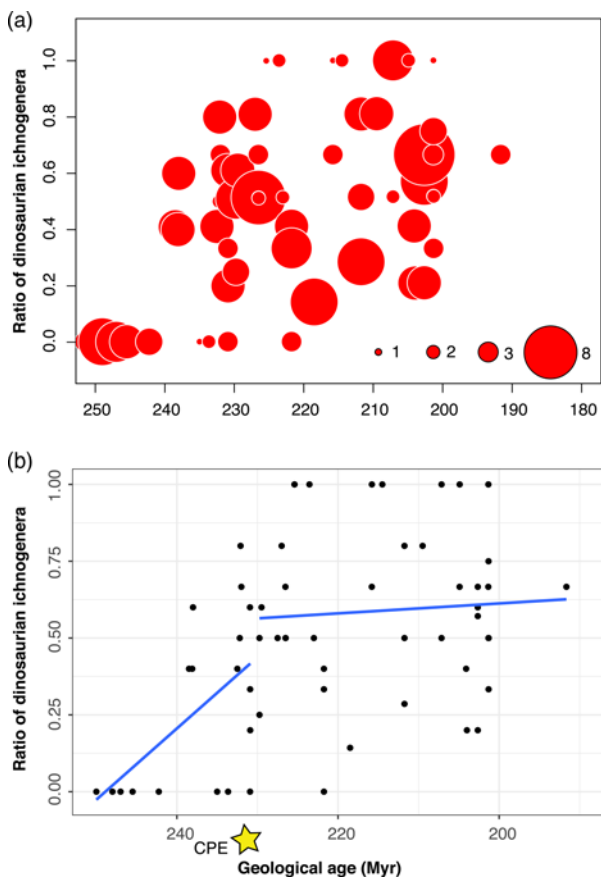 (a)
Ratio of dinosaurian ichnogenera
1.0
0.8
0.6
0.4
0.2
0.0
1 2 3 8
250 240 230 220 210 200 190 180
(b)
Ratio of dinosaurian ichnogenera
1.00
0.75
0.50
0.25
0.00
240 220 200
CPE
Geological age (Myr)